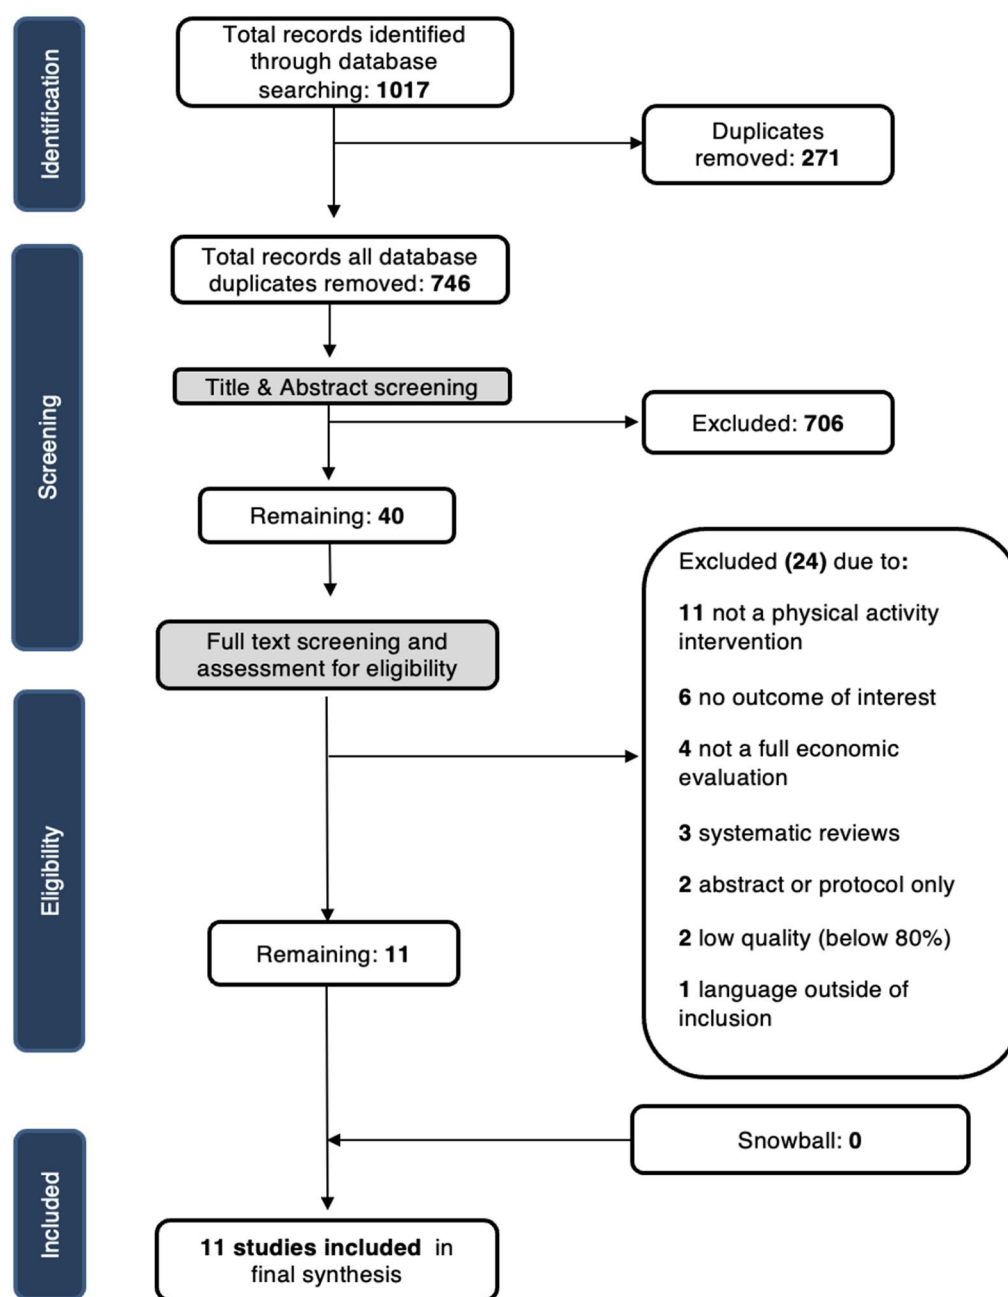 Identification
Total records identified
through database
searching: 1017
Duplicates
removed: 271
Screening
Total records all database
duplicates removed: 746
Title & Abstract screening
Excluded: 706
Remaining: 40
Full text screening and
assessment for eligibility
Eligibility
Excluded (24) due to:
11 not a physical activity
intervention
6 no outcome of interest
4 not a full economic
evaluation
3 systematic reviews
2 abstract or protocol only
2 low quality (below 80%)
1 language outside of
inclusion
Remaining: 11
Included
Snowball: 0
11 studies included in
final synthesis